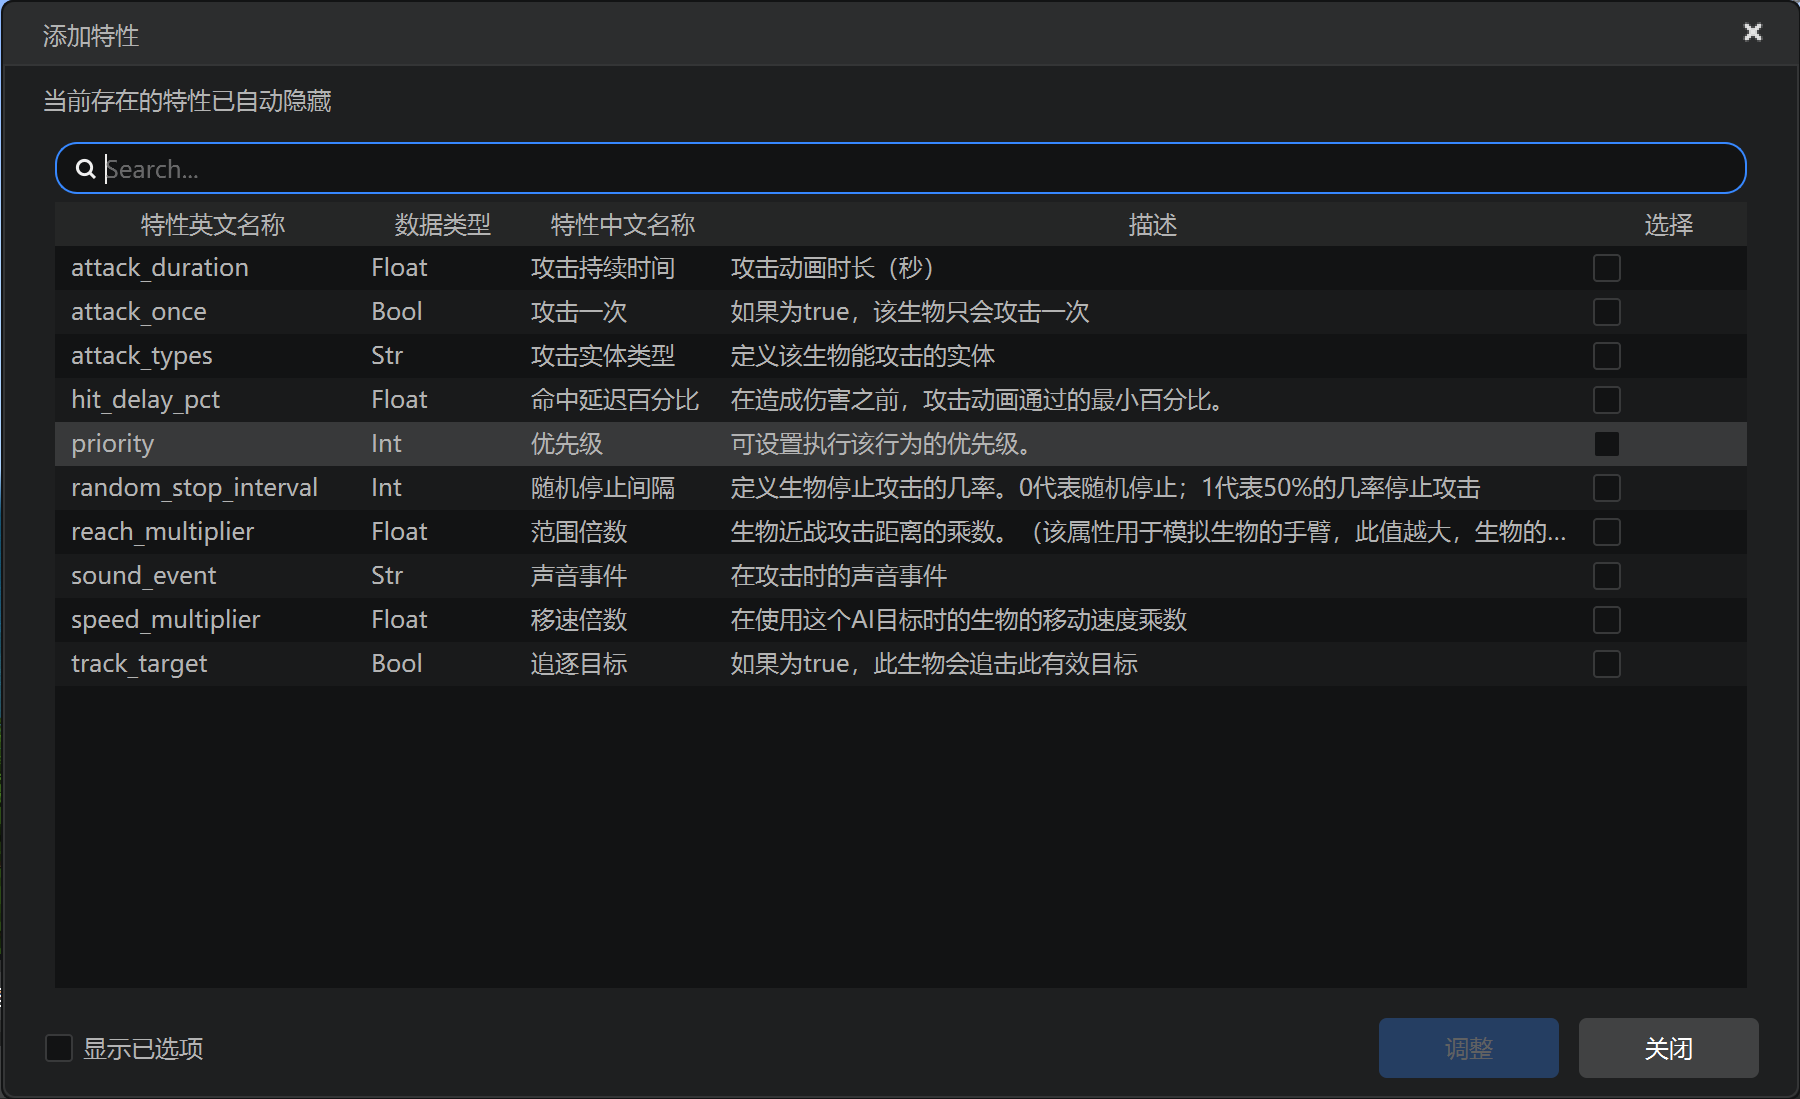 添加特性
当前存在的特性已自动隐藏
Search...
特性英文名称 数据类型 特性中文名称 描述 选择
attack_duration Float 攻击持续时间 攻击动画时长（秒）
attack_once Bool 攻击一次 如果为true，该生物只会攻击一次
attack_types Str 攻击实体类型 定义该生物能攻击的实体
hit_delay_pct Float 命中延迟百分比 在造成伤害之前，攻击动画通过的最小百分比。
priority Int 优先级 可设置执行该行为的优先级。
random_stop_interval Int 随机停止间隔 定义生物停止攻击的几率。0代表随机停止；1代表50%的几率停止攻击
reach_multiplier Float 范围倍数 生物近战攻击距离的乘数。（该属性用于模拟生物的手臂，此值越大，生物的...
sound_event Str 声音事件 在攻击时的声音事件
speed_multiplier Float 移速倍数 在使用这个AI目标时的生物的移动速度乘数
track_target Bool 追逐目标 如果为true，此生物会追击此有效目标
显示已选项 调整 关闭